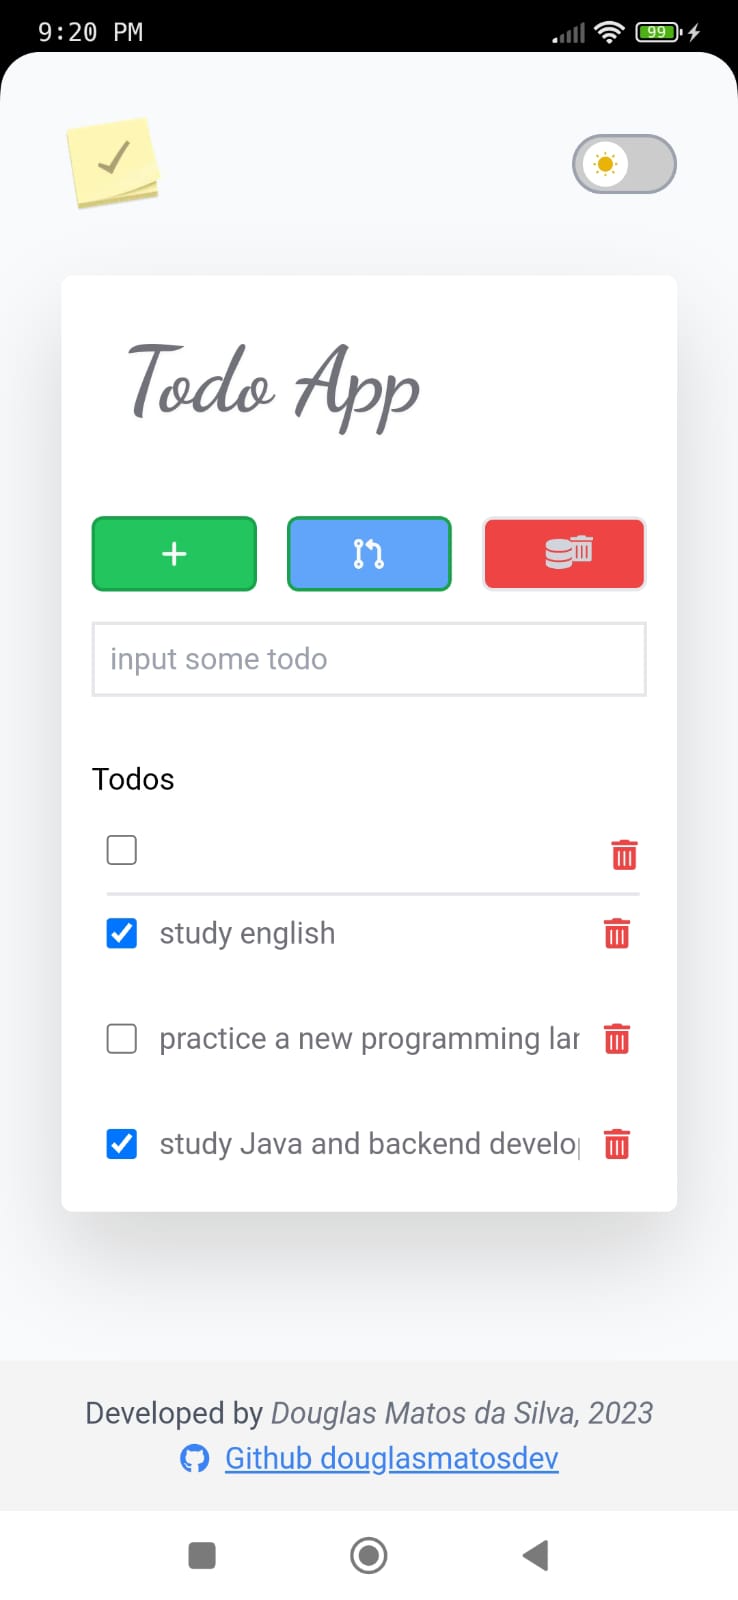 9:20 PM
99
Todo App
input some todo
Todos
study english
practice a new programming lar
study Java and backend develop
Developed by Douglas Matos da Silva, 2023
Github douglasmatosdev